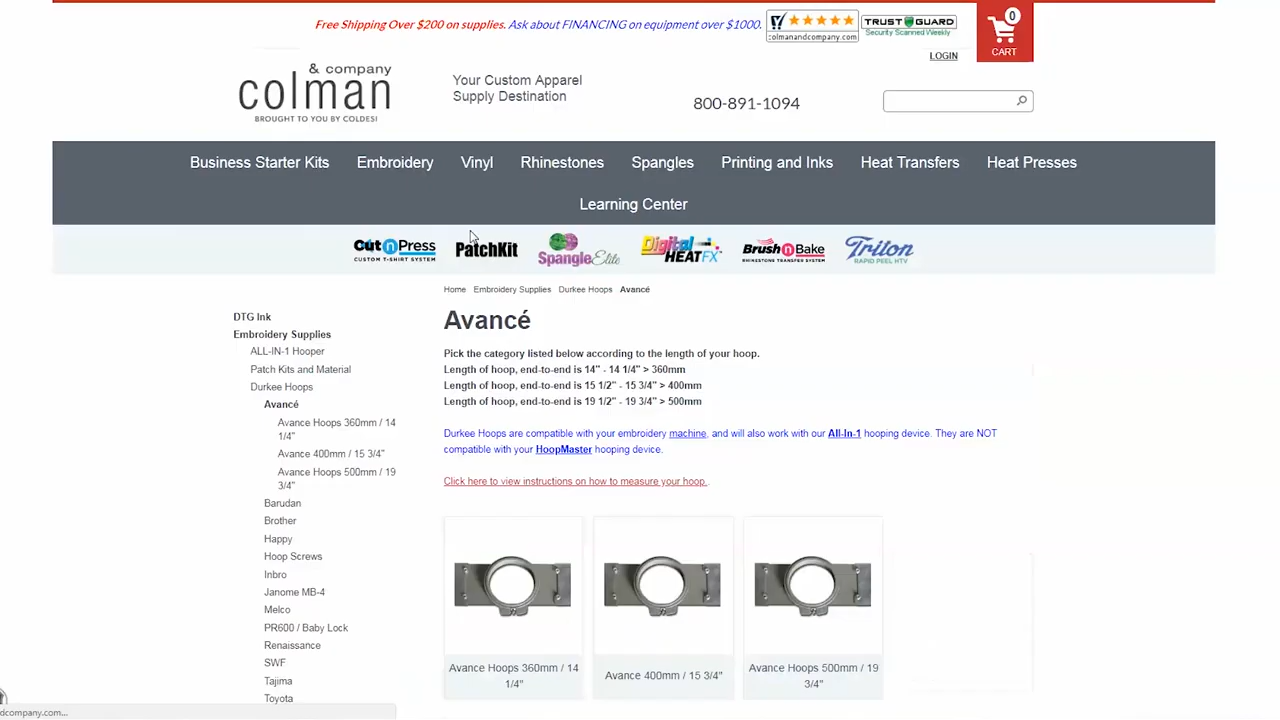 Free Shipping Over $200 on supplies. Ask about FINANCING on equipment over $1000.
colmanandcompany.com
TRUST GUARD
Security Scanned Weekly
0
CART
LOGIN
& company
colman
BROUGHT TO YOU BY COLDESI
Your Custom Apparel
Supply Destination
800-891-1094
Business Starter Kits Embroidery Vinyl Rhinestones Spangles Printing and Inks Heat Transfers Heat Presses
Learning Center
Cut n Press
CUSTOM T-SHIRT SYSTEM
PatchKit
SpangleElite
Digital HEAT FX
Brush n Bake
RHINESTONE TRANSFER SYSTEM
Triton
RAPID PEEL HTV
Home Embroidery Supplies Durkee Hoops Avancé
DTG Ink
Embroidery Supplies
ALL-IN-1 Hooper
Patch Kits and Material
Durkee Hoops
Avancé
Avance Hoops 360mm / 14
1/4"
Avance 400mm / 15 3/4"
Avance Hoops 500mm / 19
3/4"
Barudan
Brother
Happy
Hoop Screws
Inbro
Janome MB-4
Melco
PR600 / Baby Lock
Renaissance
SWF
Tajima
Toyota
Avancé
Pick the category listed below according to the length of your hoop.
Length of hoop, end-to-end is 14" - 14 1/4" > 360mm
Length of hoop, end-to-end is 15 1/2" - 15 3/4" > 400mm
Length of hoop, end-to-end is 19 1/2" - 19 3/4" > 500mm
Durkee Hoops are compatible with your embroidery machine, and will also work with our All-In-1 hooping device. They are NOT
compatible with your HoopMaster hooping device.
Click here to view instructions on how to measure your hoop.
Avance Hoops 360mm / 14
1/4"
Avance 400mm / 15 3/4"
Avance Hoops 500mm / 19
3/4"
dcompany.com...